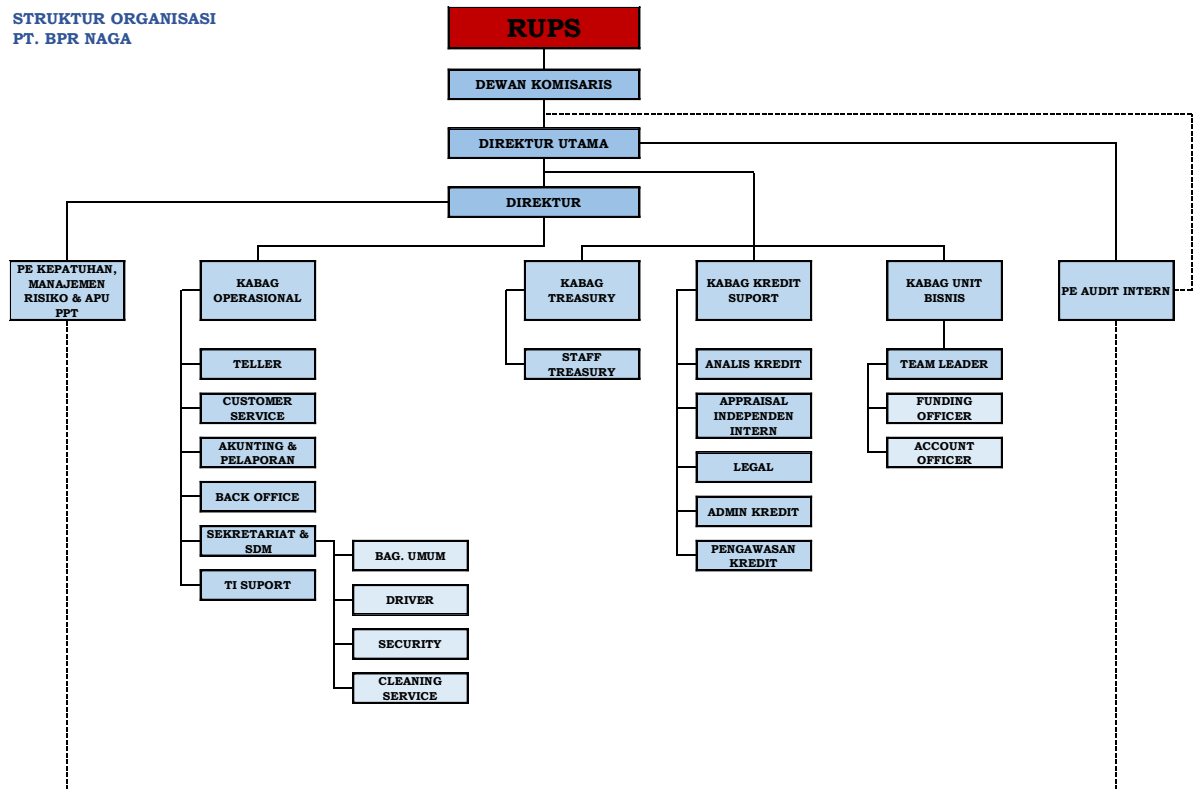 STRUKTUR ORGANISASI
PT. BPR NAGA
RUPS
DEWAN KOMISARIS
DIREKTUR UTAMA
DIREKTUR
PE KEPATUHAN,
MANAJEMEN
RISIKO & APU
PPT
KABAG
OPERASIONAL
KABAG
TREASURY
KABAG KREDIT
SUPORT
KABAG UNIT
BISNIS
PE AUDIT INTERN
TELLER
CUSTOMER
SERVICE
AKUNTING &
PELAPORAN
BACK OFFICE
SEKRETARIAT &
SDM
TI SUPORT
BAG. UMUM
DRIVER
SECURITY
CLEANING
SERVICE
STAFF
TREASURY
ANALIS KREDIT
APPRAISAL
INDEPENDEN
INTERN
LEGAL
ADMIN KREDIT
PENGAWASAN
KREDIT
TEAM LEADER
FUNDING
OFFICER
ACCOUNT
OFFICER